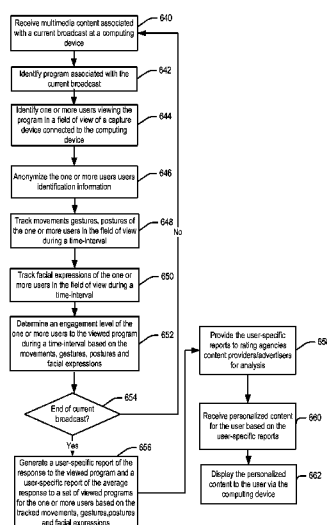 Receive multimedia content associated
with a current broadcast at a computing
device
640
Identify program associated with the
current broadcast
642
Identify one or more users viewing the
program in a field of view of a capture
device connected to the computing
device
644
Anonymize the one or more users users
identification information
646
Track movements gestures, postures of
the one or more users in the field of view
during a time-interval
648
No
Track facial expressions of the one or
more users in the field of view during a
time-interval
650
Determine an engagement level of the
one or more users to the viewed program
during a time-interval based on the
movements, gestures, postures and
facial expressions
652
End of current
broadcast?
654
Yes
Generate a user-specific report of the
response to the viewed program and a
user-specific report of the average
response to a set of viewed programs
for the one or more users based on the
tracked movements, gestures,postures
and facial expressions
656
Provide the user-specific
reports to rating agencies
content providers/advertisers
for analysis
658
Receive personalized content
for the user based on the
user-specific reports
660
Display the personalized
content to the user via the
computing device
662